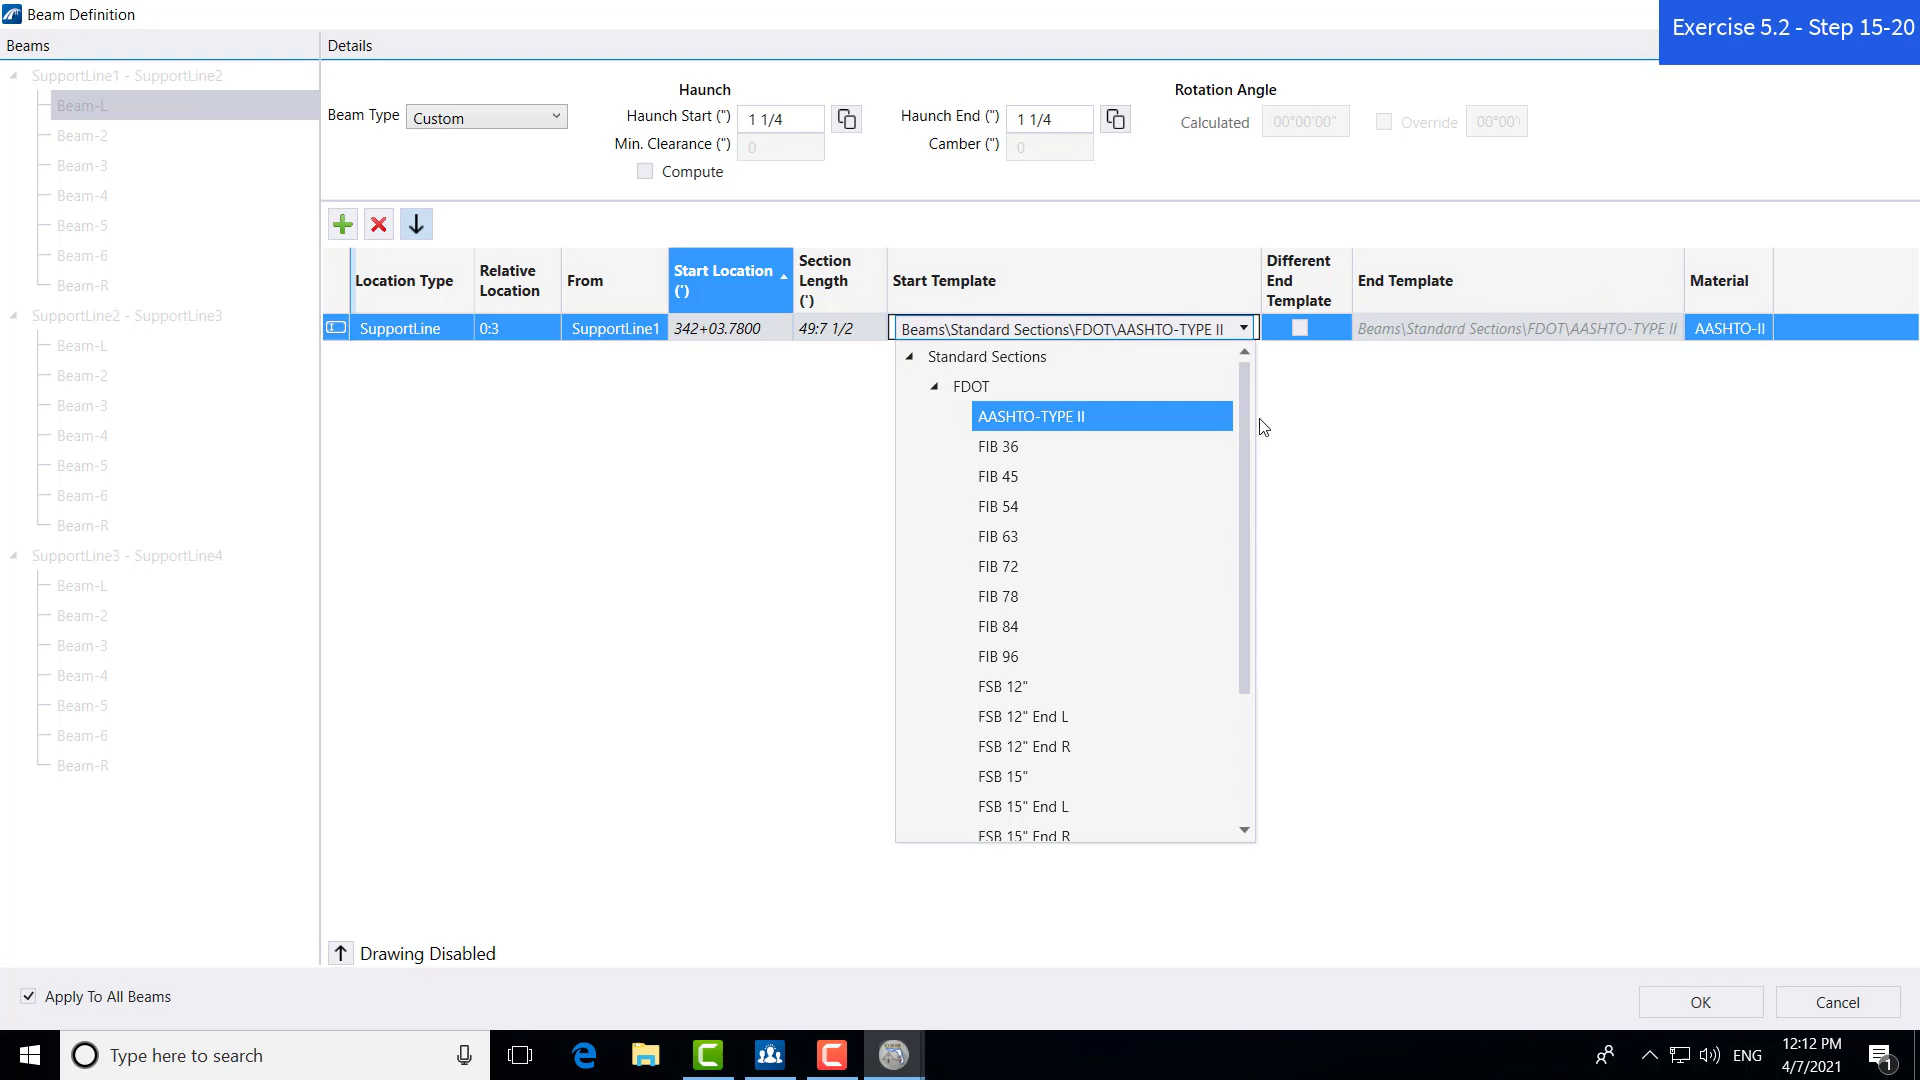 Beam Definition
Exercise 5.2 - Step 15-20
Beams
Details
SupportLine1 - SupportLine2
Beam-L
Beam-2
Beam-3
Beam-4
Beam-5
Beam-6
Beam-R
SupportLine2 - SupportLine3
Beam-L
Beam-2
Beam-3
Beam-4
Beam-5
Beam-6
Beam-R
SupportLine3 - SupportLine4
Beam-L
Beam-2
Beam-3
Beam-4
Beam-5
Beam-6
Beam-R
Beam Type Custom
Haunch
Haunch Start (") 1 1/4
Haunch End (") 1 1/4
Min. Clearance (") 0
Camber (") 0
Compute
Rotation Angle
Calculated 00°00'00" Override 00°00'
Location Type
Relative
Location
From
Start Location
(')
Section
Length
(')
Start Template
Different
End
Template
End Template
Material
SupportLine 0:3 SupportLine1 342+03.7800 49:7 1/2 Beams\Standard Sections\FDOT\AASHTO-TYPE II Beams\Standard Sections\FDOT\AASHTO-TYPE II AASHTO-II
Standard Sections
FDOT
AASHTO-TYPE II
FIB 36
FIB 45
FIB 54
FIB 63
FIB 72
FIB 78
FIB 84
FIB 96
FSB 12"
FSB 12" End L
FSB 12" End R
FSB 15"
FSB 15" End L
FSB 15" End R
Drawing Disabled
Apply To All Beams
OK
Cancel
Type here to search
ENG
12:12 PM
4/7/2021
1